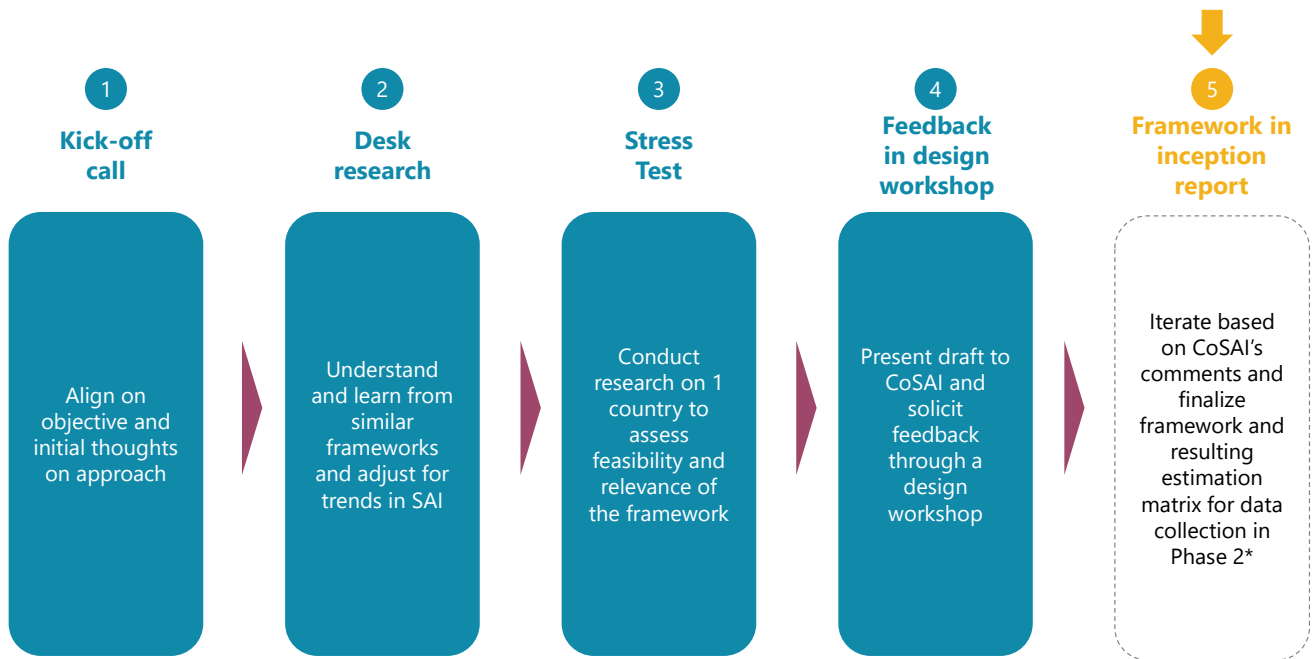 1
Kick-off
call
Align on
objective and
initial thoughts
on approach
2
Desk
research
Understand
and learn from
similar
frameworks
and adjust for
trends in SAI
3
Stress
Test
Conduct
research on 1
country to
assess
feasibility and
relevance of
the framework
4
Feedback
in design
workshop
Present draft to
CoSAI and
solicit
feedback
through a
design
workshop
5
Framework in
inception
report
Iterate based
on CoSAI’s
comments and
finalize
framework and
resulting
estimation
matrix for data
collection in
Phase 2*